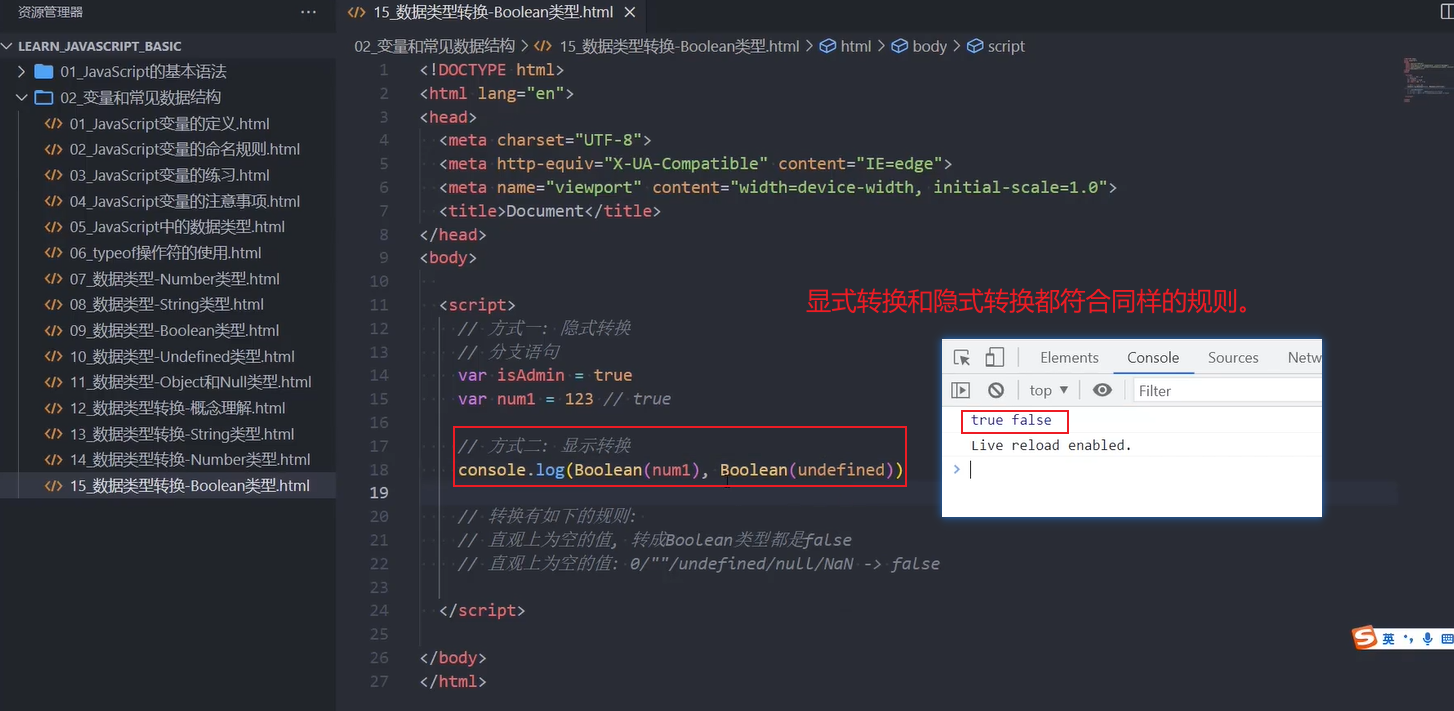 资源管理器
LEARN_JAVASCRIPT_BASIC
01_JavaScript的基本语法
02_变量和常见数据结构
01_JavaScript变量的定义.html
02_JavaScript变量的命名规则.html
03_JavaScript变量的练习.html
04_JavaScript变量的注意事项.html
05_JavaScript中的数据类型.html
06_typeof操作符的使用.html
07_数据类型-Number类型.html
08_数据类型-String类型.html
09_数据类型-Boolean类型.html
10_数据类型-Undefined类型.html
11_数据类型-Object和Null类型.html
12_数据类型转换-概念理解.html
13_数据类型转换-String类型.html
14_数据类型转换-Number类型.html
15_数据类型转换-Boolean类型.html
15_数据类型转换-Boolean类型.html
02_变量和常见数据结构 > 15_数据类型转换-Boolean类型.html > html > body > script
1 <!DOCTYPE html>
2 <html lang="en">
3 <head>
4 <meta charset="UTF-8">
5 <meta http-equiv="X-UA-Compatible" content="IE=edge">
6 <meta name="viewport" content="width=device-width, initial-scale=1.0">
7 <title>Document</title>
8 </head>
9 <body>
10
11 <script>
12 // 方式一: 隐式转换
13 // 分支语句
14 var isAdmin = true
15 var num1 = 123 // true
16
17 // 方式二: 显示转换
18 console.log(Boolean(num1), Boolean(undefined))
19
20 // 转换有如下的规则:
21 // 直观上为空的值, 转成Boolean类型都是false
22 // 直观上为空的值: 0/""/undefined/null/NaN -> false
23
24 </script>
25
26 </body>
27 </html>
显式转换和隐式转换都符合同样的规则。
Elements Console Sources Netw
top Filter
true false
Live reload enabled.
>
英